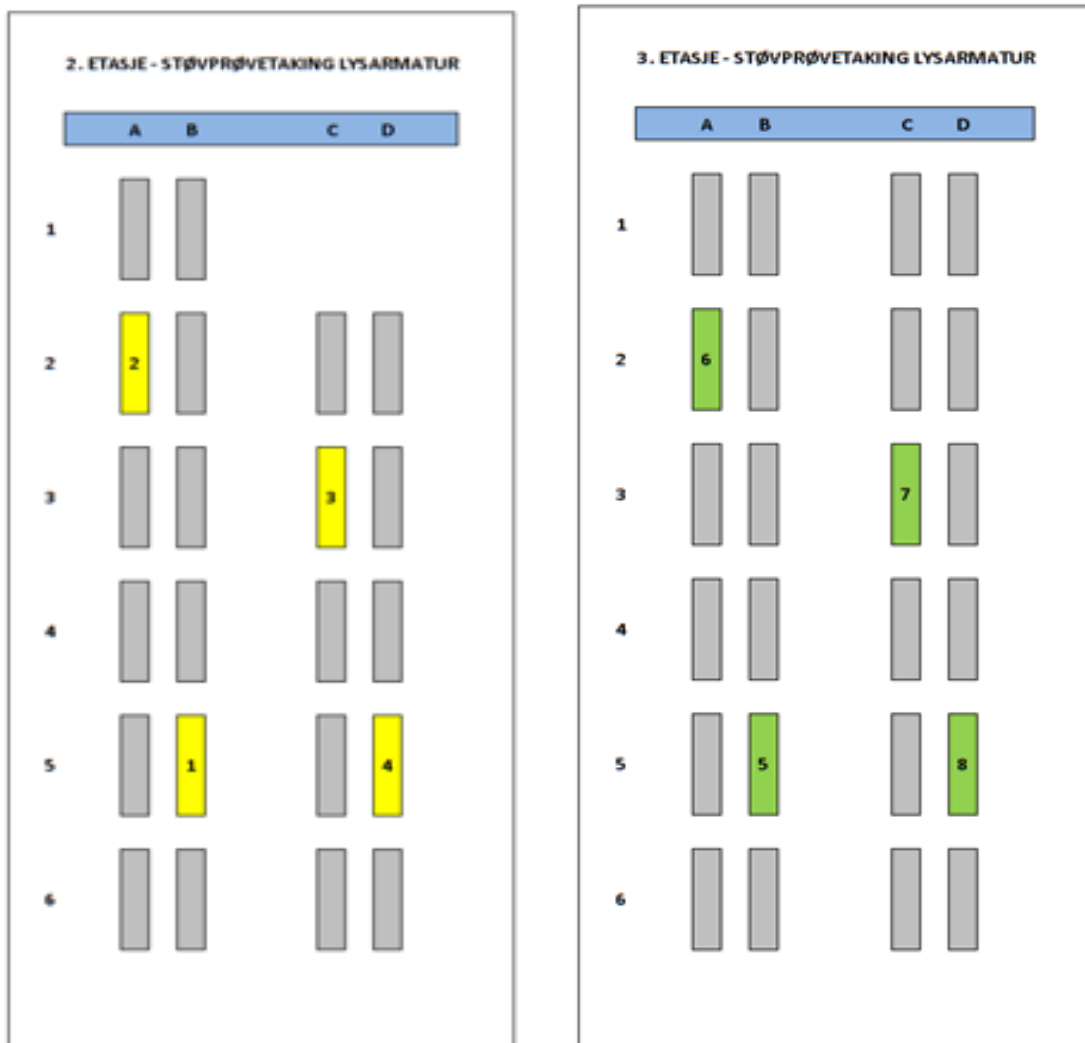 2. ETASJE - STØVPRØVETAKING LYSARMATUR
A B C D
1
2 2
3 3
4
5 1 4
6
3. ETASJE - STØVPRØVETAKING LYSARMATUR
A B C D
1
2 6
3 7
4
5 5 8
6